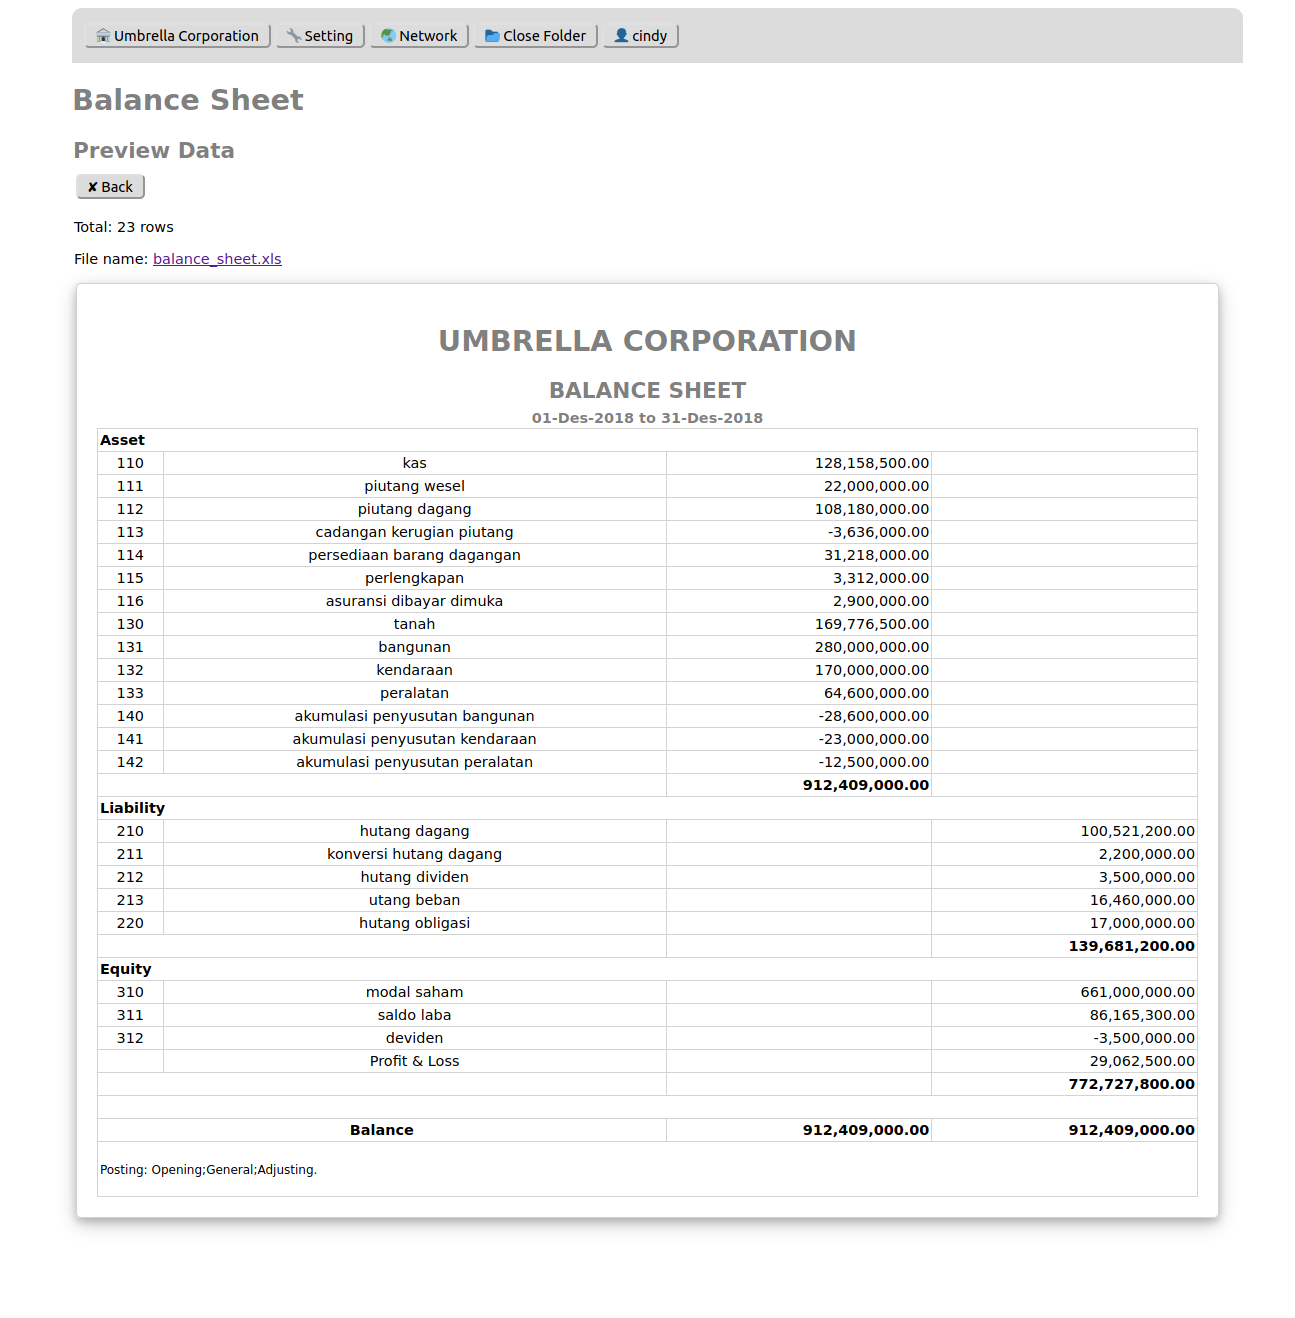 Umbrella Corporation Setting Network Close Folder cindy
Balance Sheet
Preview Data
✘ Back
Total: 23 rows
File name: balance_sheet.xls
UMBRELLA CORPORATION
BALANCE SHEET
01-Des-2018 to 31-Des-2018
Asset
110 kas 128,158,500.00
111 piutang wesel 22,000,000.00
112 piutang dagang 108,180,000.00
113 cadangan kerugian piutang -3,636,000.00
114 persediaan barang dagangan 31,218,000.00
115 perlengkapan 3,312,000.00
116 asuransi dibayar dimuka 2,900,000.00
130 tanah 169,776,500.00
131 bangunan 280,000,000.00
132 kendaraan 170,000,000.00
133 peralatan 64,600,000.00
140 akumulasi penyusutan bangunan -28,600,000.00
141 akumulasi penyusutan kendaraan -23,000,000.00
142 akumulasi penyusutan peralatan -12,500,000.00
912,409,000.00
Liability
210 hutang dagang 100,521,200.00
211 konversi hutang dagang 2,200,000.00
212 hutang dividen 3,500,000.00
213 utang beban 16,460,000.00
220 hutang obligasi 17,000,000.00
139,681,200.00
Equity
310 modal saham 661,000,000.00
311 saldo laba 86,165,300.00
312 deviden -3,500,000.00
Profit & Loss 29,062,500.00
772,727,800.00
Balance 912,409,000.00 912,409,000.00
Posting: Opening;General;Adjusting.